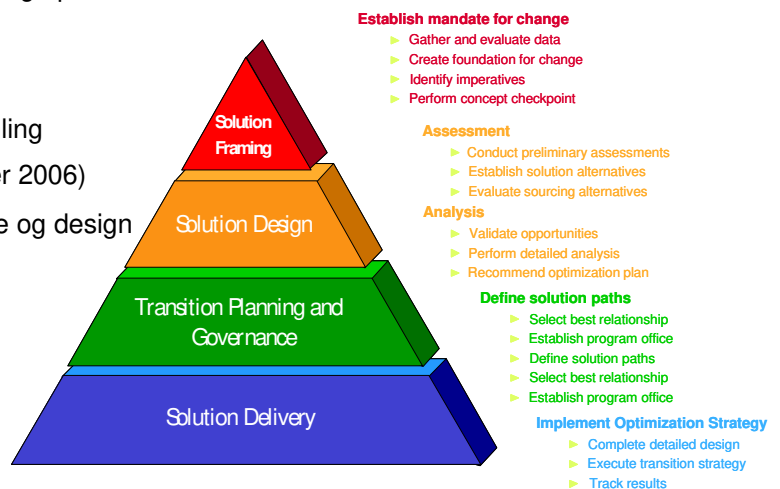 ling
er 2006)
e og design
Solution
Framing
Solution Design
Transition Planning and
Governance
Solution Delivery
Establish mandate for change
Gather and evaluate data
Create foundation for change
Identify imperatives
Perform concept checkpoint
Assessment
Conduct preliminary assessments
Establish solution alternatives
Evaluate sourcing alternatives
Analysis
Validate opportunities
Perform detailed analysis
Recommend optimization plan
Define solution paths
Select best relationship
Establish program office
Define solution paths
Select best relationship
Establish program office
Implement Optimization Strategy
Complete detailed design
Execute transition strategy
Track results